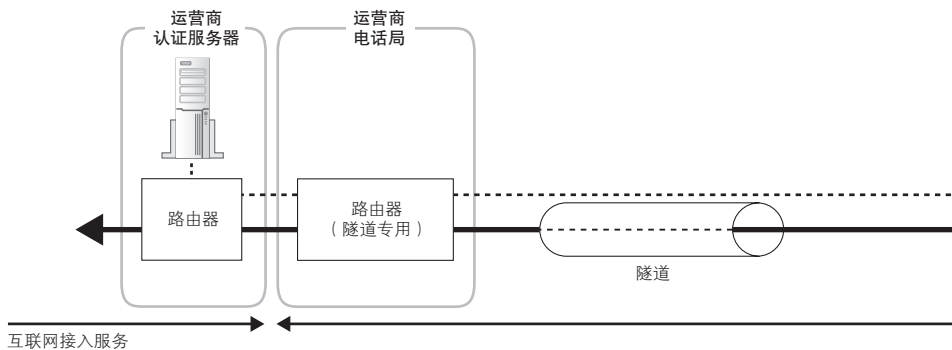 运营商
认证服务器
运营商
电话局
路由器
路由器
（隧道专用）
隧道
互联网接入服务